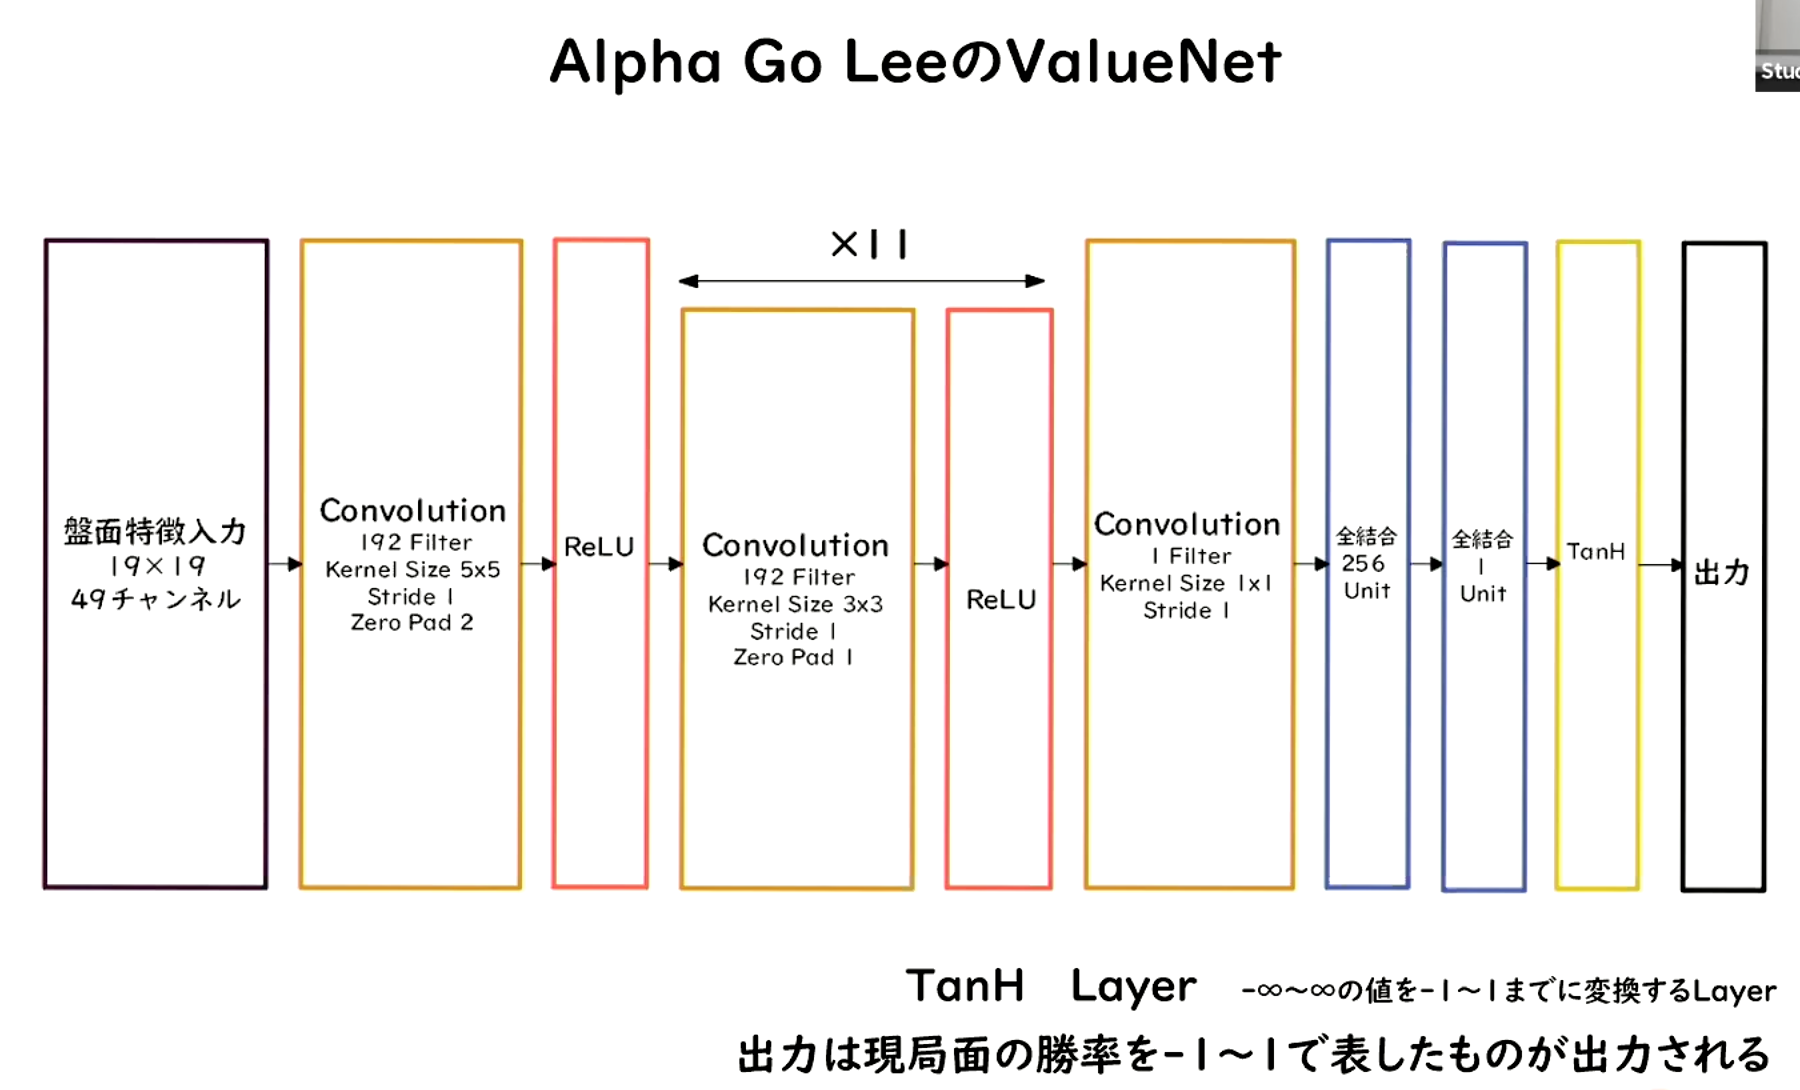 Alpha Go LeeのValueNet
×11
盤面特徴入力
19×19
49チャンネル
Convolution
192 Filter
Kernel Size 5x5
Stride 1
Zero Pad 2
ReLU
Convolution
192 Filter
Kernel Size 3x3
Stride 1
Zero Pad 1
ReLU
Convolution
1 Filter
Kernel Size 1x1
Stride 1
全結合
256
Unit
全結合
1
Unit
TanH
出力
TanH Layer -∞~∞の値を-1~1までに変換するLayer
出力は現局面の勝率を-1~1で表したものが出力される